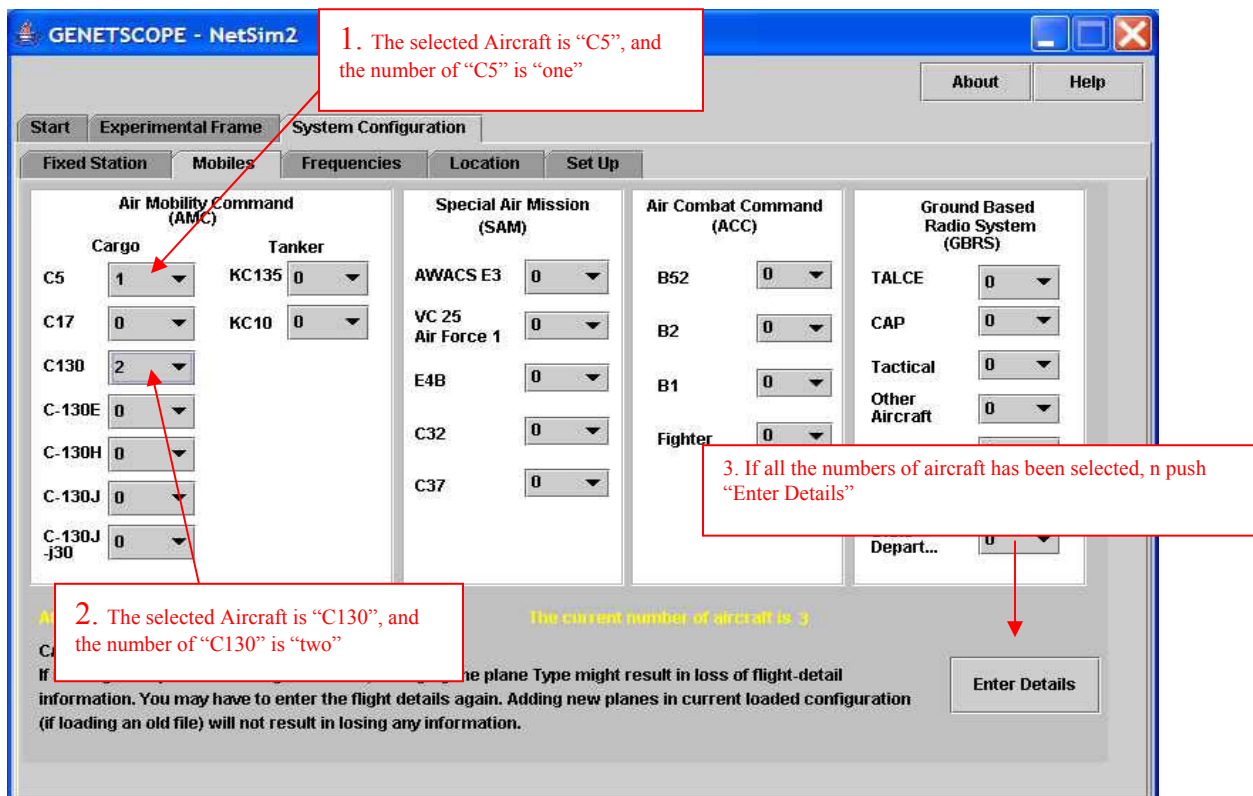 GENETSCOPE - NetSim2
1. The selected Aircraft is “C5”, and
the number of “C5” is “one”
About Help
Start Experimental Frame System Configuration
Fixed Station Mobiles Frequencies Location Set Up
Air Mobility Command
(AMC)
Cargo Tanker
C5 1 KC135 0
C17 0 KC10 0
C130 2
C-130E 0
C-130H 0
C-130J 0
C-130J
-j30 0
Special Air Mission
(SAM)
AWACS E3 0
VC 25
Air Force 1 0
E4B 0
C32 0
C37 0
Air Combat Command
(ACC)
B52 0
B2 0
B1 0
Fighter 0
Ground Based
Radio System
(GBRS)
TALCE 0
CAP 0
Tactical 0
Other
Aircraft 0
Depart... 0
3. If all the numbers of aircraft has been selected, n push
“Enter Details”
2. The selected Aircraft is “C130”, and
the number of “C130” is “two”
The current number of aircraft is 3
If the plane Type might result in loss of flight-detail
information. You may have to enter the flight details again. Adding new planes in current loaded configuration
(if loading an old file) will not result in losing any information.
Enter Details